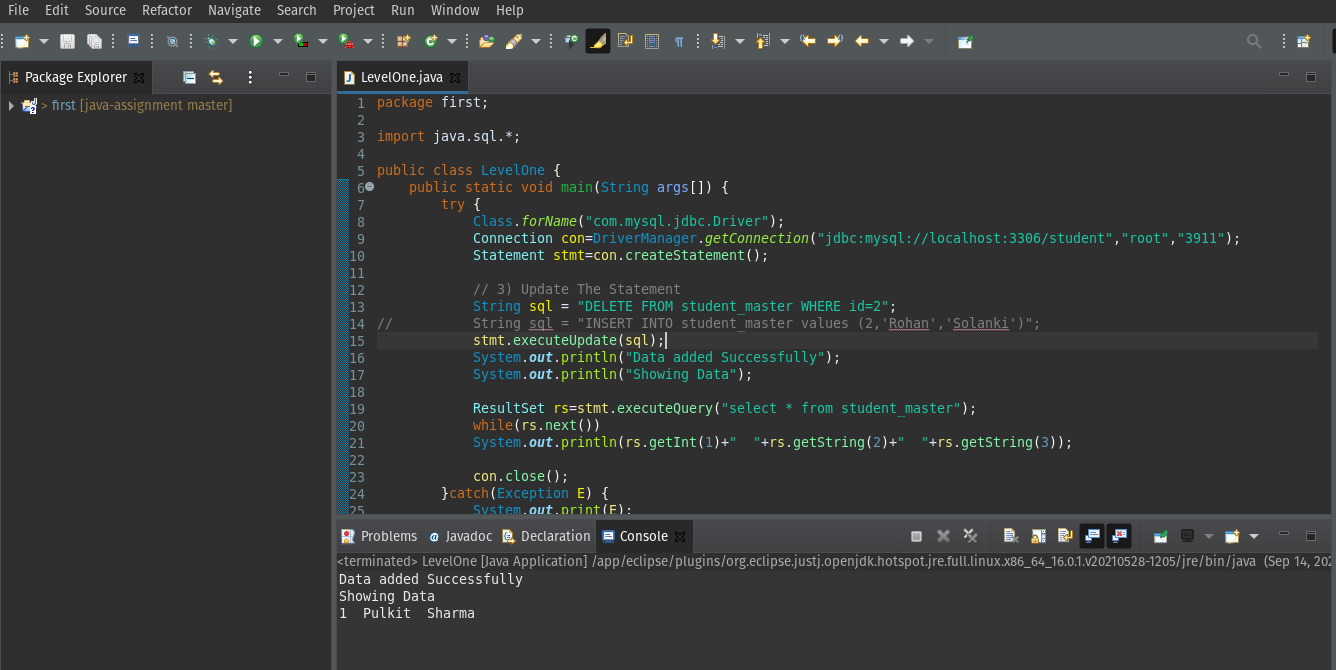 File Edit Source Refactor Navigate Search Project Run Window Help
Package Explorer
> first [java-assignment master]
LevelOne.java
1 package first;
2
3 import java.sql.*;
4
5 public class LevelOne {
6 public static void main(String args[]) {
7 try {
8 Class.forName("com.mysql.jdbc.Driver");
9 Connection con=DriverManager.getConnection("jdbc:mysql://localhost:3306/student","root","3911");
10 Statement stmt=con.createStatement();
11
12 // 3) Update The Statement
13 String sql = "DELETE FROM student_master WHERE id=2";
14 // String sql = "INSERT INTO student_master values (2,'Rohan','Solanki')";
15 stmt.executeUpdate(sql);
16 System.out.println("Data added Successfully");
17 System.out.println("Showing Data");
18
19 ResultSet rs=stmt.executeQuery("select * from student_master");
20 while(rs.next())
21 System.out.println(rs.getInt(1)+"  "+rs.getString(2)+"  "+rs.getString(3));
22
23 con.close();
24 }catch(Exception E) {
25 System.out.print(E);
Problems Javadoc Declaration Console
<terminated> LevelOne [Java Application] /app/eclipse/plugins/org.eclipse.justj.openjdk.hotspot.jre.full.linux.x86_64_16.0.1.v20210528-1205/jre/bin/java (Sep 14, 202
Data added Successfully
Showing Data
1  Pulkit  Sharma